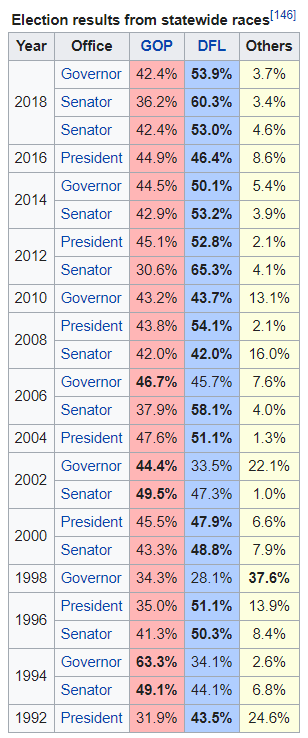 Election results from statewide races[146]
Year Office GOP DFL Others
2018 Governor 42.4% 53.9% 3.7%
Senator 36.2% 60.3% 3.4%
Senator 42.4% 53.0% 4.6%
2016 President 44.9% 46.4% 8.6%
2014 Governor 44.5% 50.1% 5.4%
Senator 42.9% 53.2% 3.9%
2012 President 45.1% 52.8% 2.1%
Senator 30.6% 65.3% 4.1%
2010 Governor 43.2% 43.7% 13.1%
2008 President 43.8% 54.1% 2.1%
Senator 42.0% 42.0% 16.0%
2006 Governor 46.7% 45.7% 7.6%
Senator 37.9% 58.1% 4.0%
2004 President 47.6% 51.1% 1.3%
2002 Governor 44.4% 33.5% 22.1%
Senator 49.5% 47.3% 1.0%
2000 President 45.5% 47.9% 6.6%
Senator 43.3% 48.8% 7.9%
1998 Governor 34.3% 28.1% 37.6%
1996 President 35.0% 51.1% 13.9%
Senator 41.3% 50.3% 8.4%
1994 Governor 63.3% 34.1% 2.6%
Senator 49.1% 44.1% 6.8%
1992 President 31.9% 43.5% 24.6%